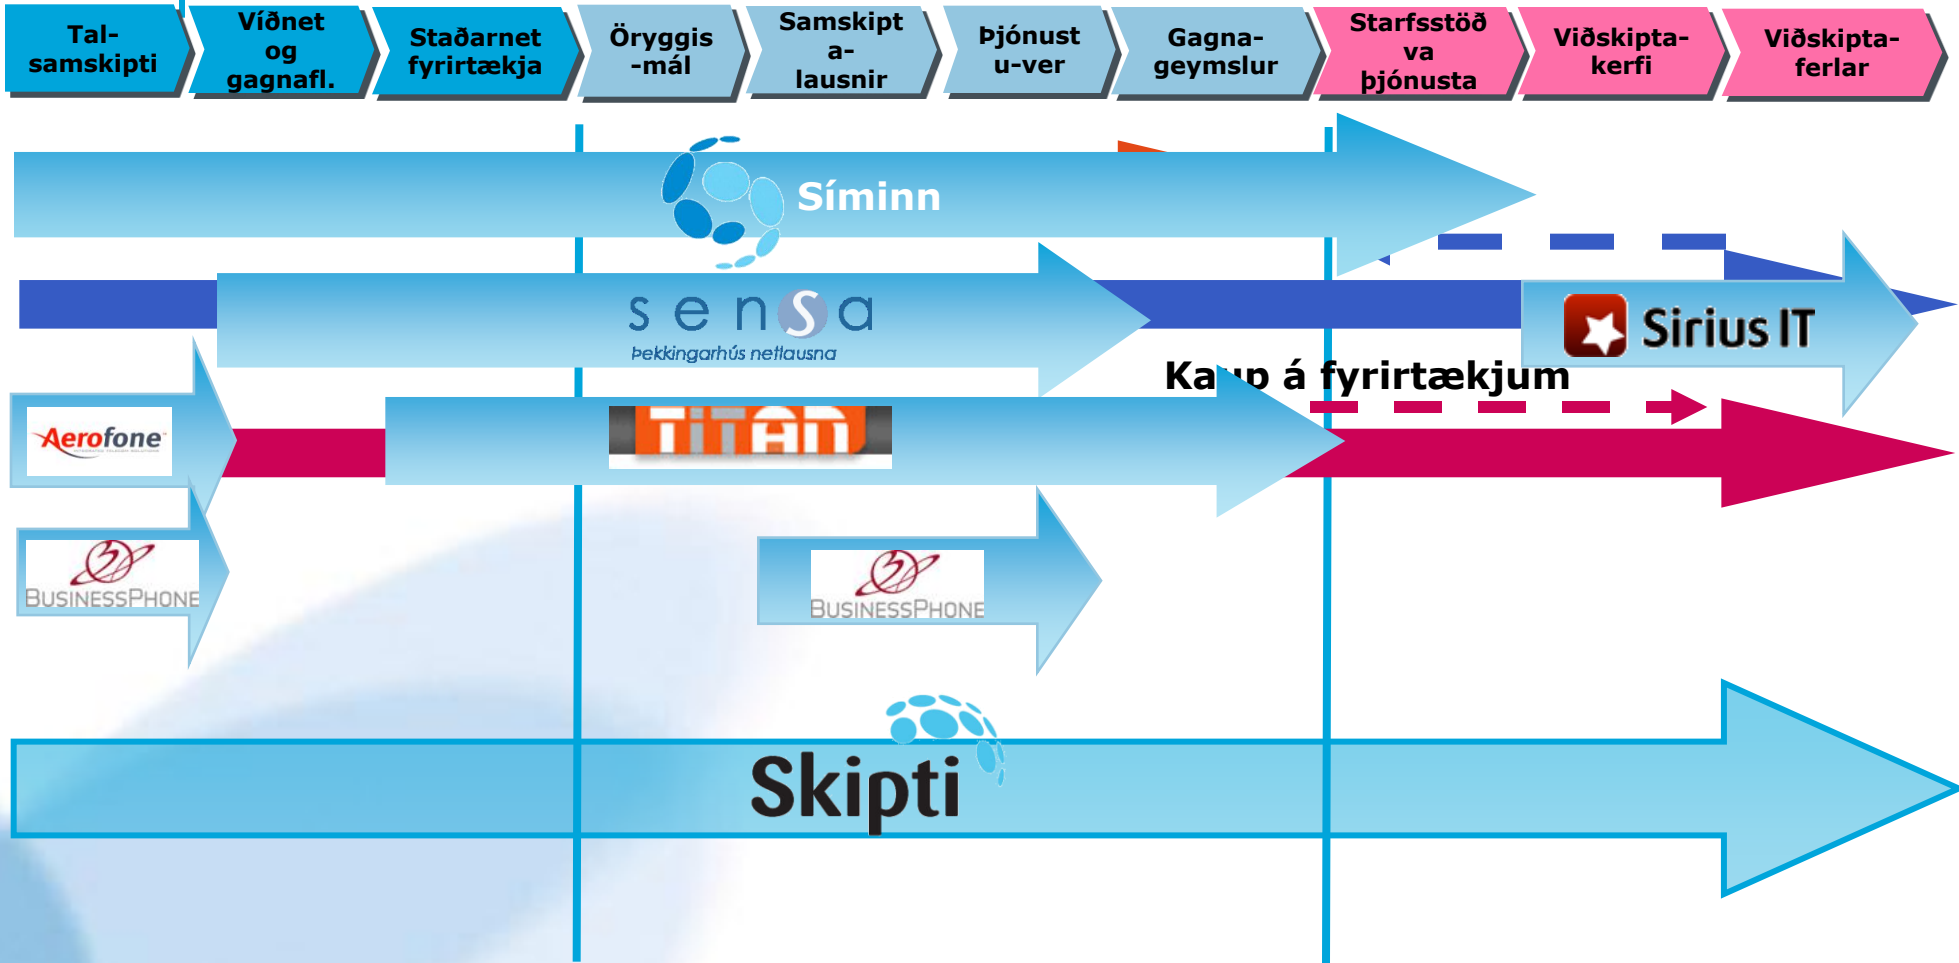 Tal-
samskipti
Víðnet
og
gagnafl.
Staðarnet
fyrirtækja
Öryggis
-mál
Samskipt
a-
lausnir
Þjónust
u-ver
Gagna-
geymslur
Starfsstöð
va
þjónusta
Viðskipta-
kerfi
Viðskipta-
ferlar
Síminn
sensa
Þekkingarhús netlausna
Sirius IT
Kaup á fyrirtækjum
Aerofone
TiTAN
BUSINESSPHONE
BUSINESSPHONE
Skipti